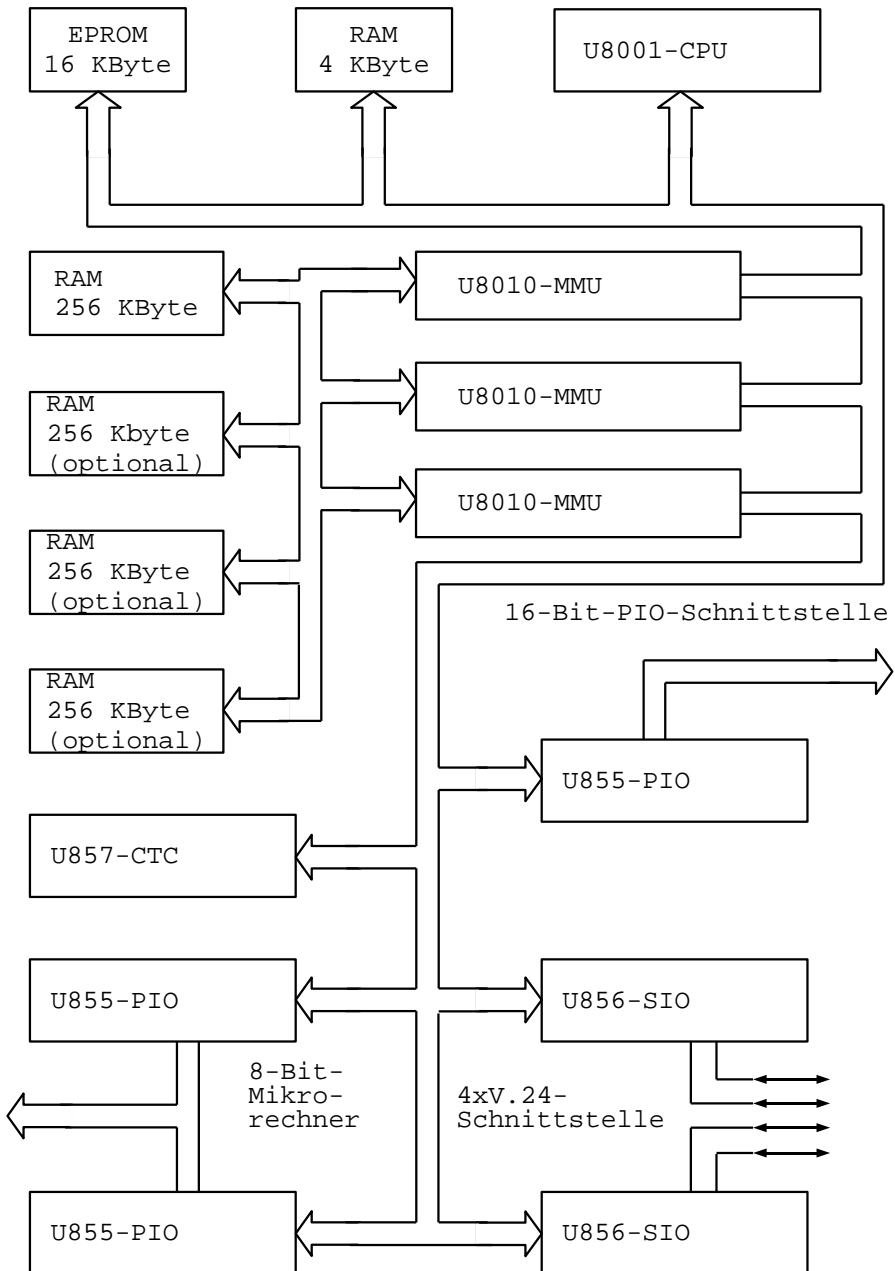 EPROM
16 KByte
RAM
4 KByte
U8001-CPU
RAM
256 KByte
U8010-MMU
RAM
256 Kbyte
(optional)
U8010-MMU
U8010-MMU
RAM
256 KByte
(optional)
16-Bit-PIO-Schnittstelle
RAM
256 KByte
(optional)
U855-PIO
U857-CTC
U855-PIO
U856-SIO
8-Bit-
Mikro-
rechner
4xV.24-
Schnittstelle
U855-PIO
U856-SIO